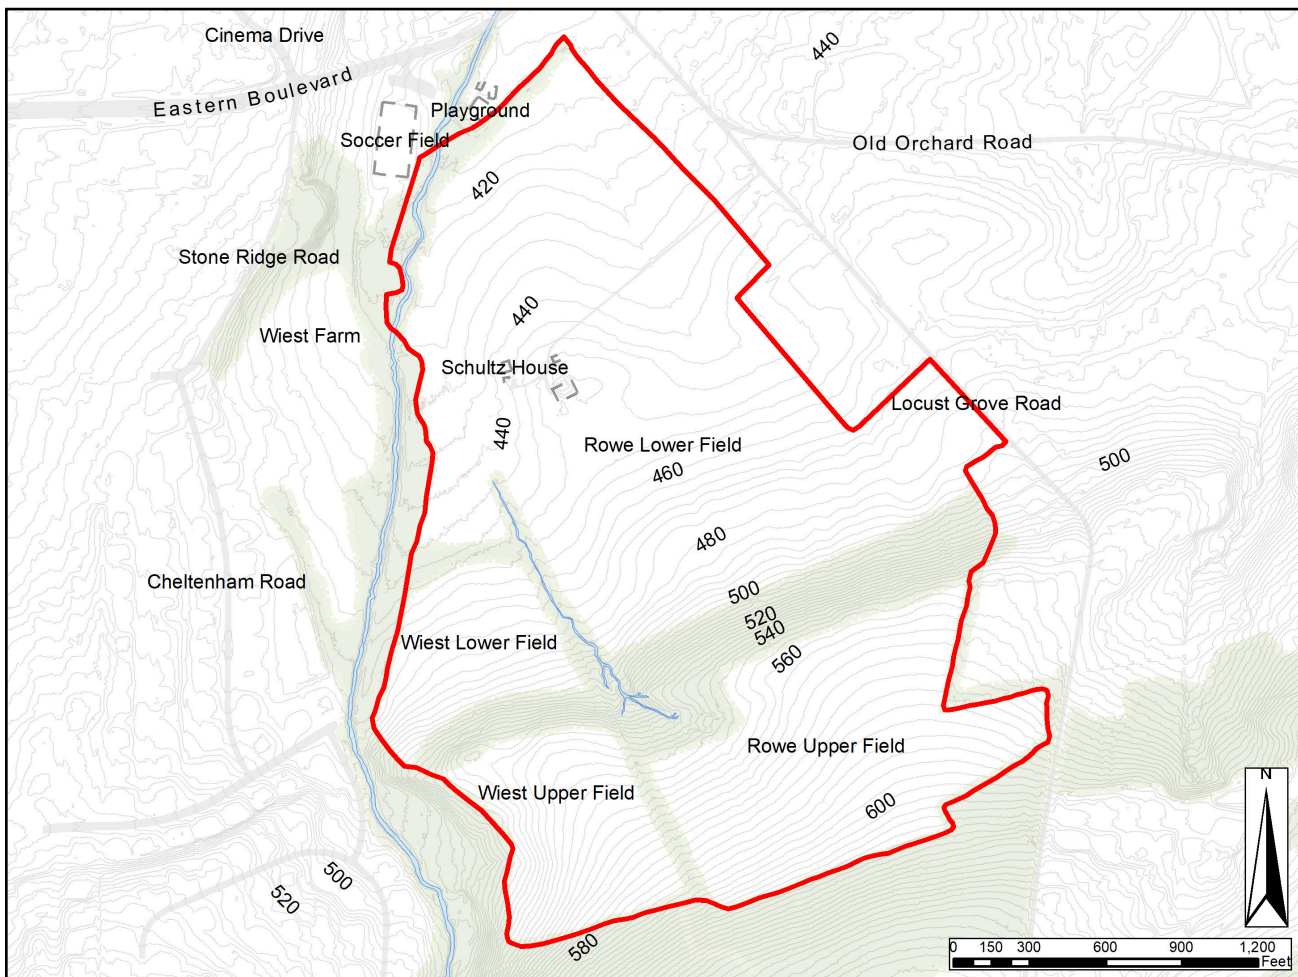 Cinema Drive
440
Eastern Boulevard
Playground
Soccer Field
Old Orchard Road
420
Stone Ridge Road
440
Wiest Farm
Schultz House
Locust Grove Road
440
Rowe Lower Field
460
500
480
Cheltenham Road
500
520
540
Wiest Lower Field
560
Rowe Upper Field
N
Wiest Upper Field
600
500
520
580
0 150 300 600 900 1,200
Feet